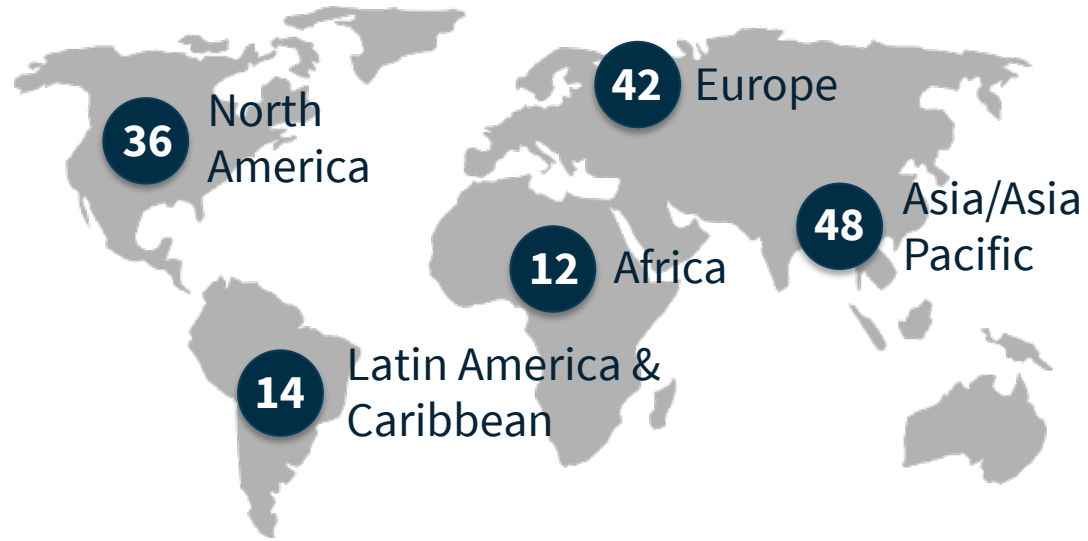 42
Europe
36
North
America
48
Asia/Asia
Pacific
12
Africa
14
Latin America &
Caribbean